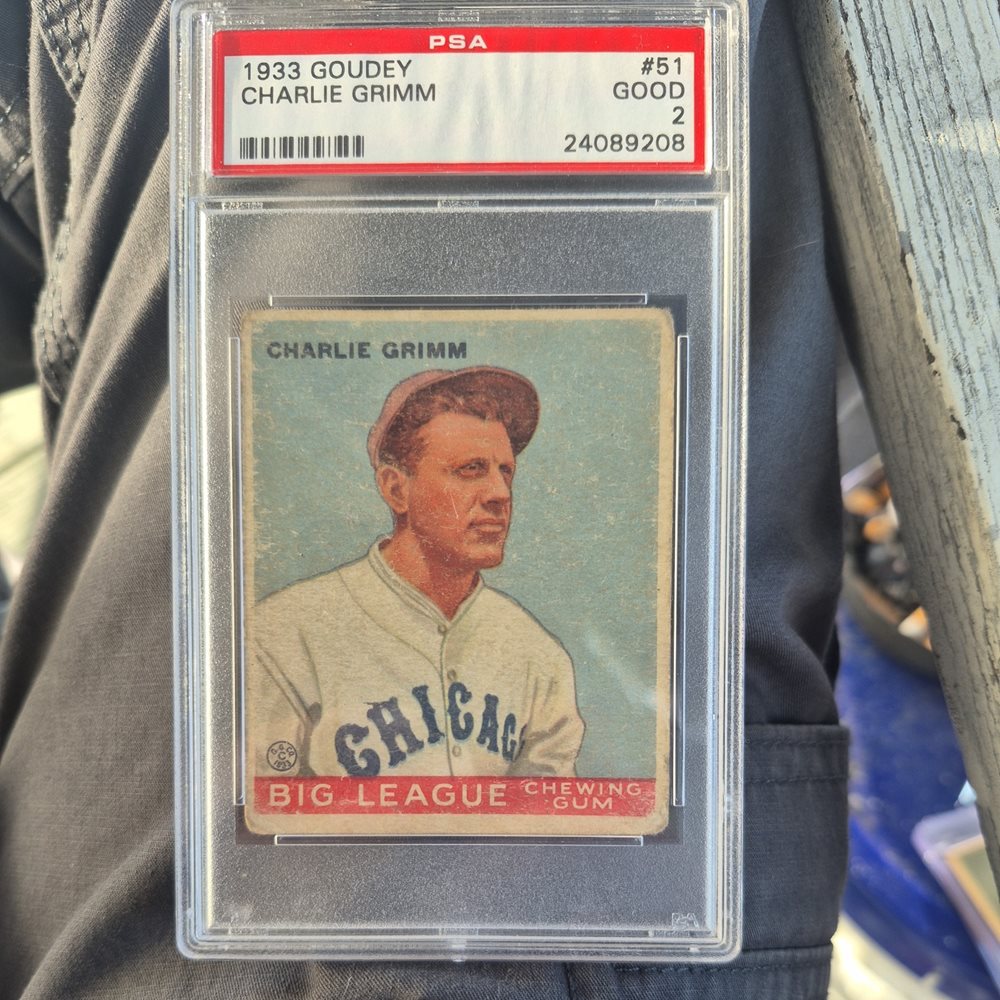 PSA
1933 GOUDEY #51
CHARLIE GRIMM GOOD
2
24089208
CHARLIE GRIMM
CHICAG
BIG LEAGUE CHEWING
GUM